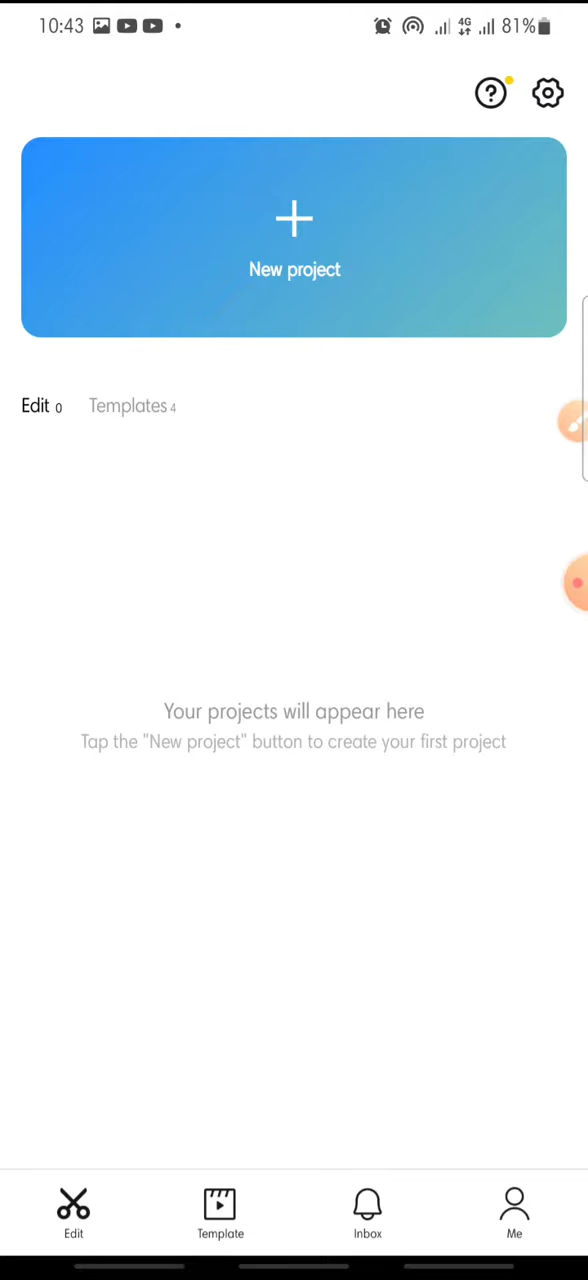 10:43 4G 81%
New project
Edit 0 Templates 4
Your projects will appear here
Tap the "New project" button to create your first project
Edit Template Inbox Me